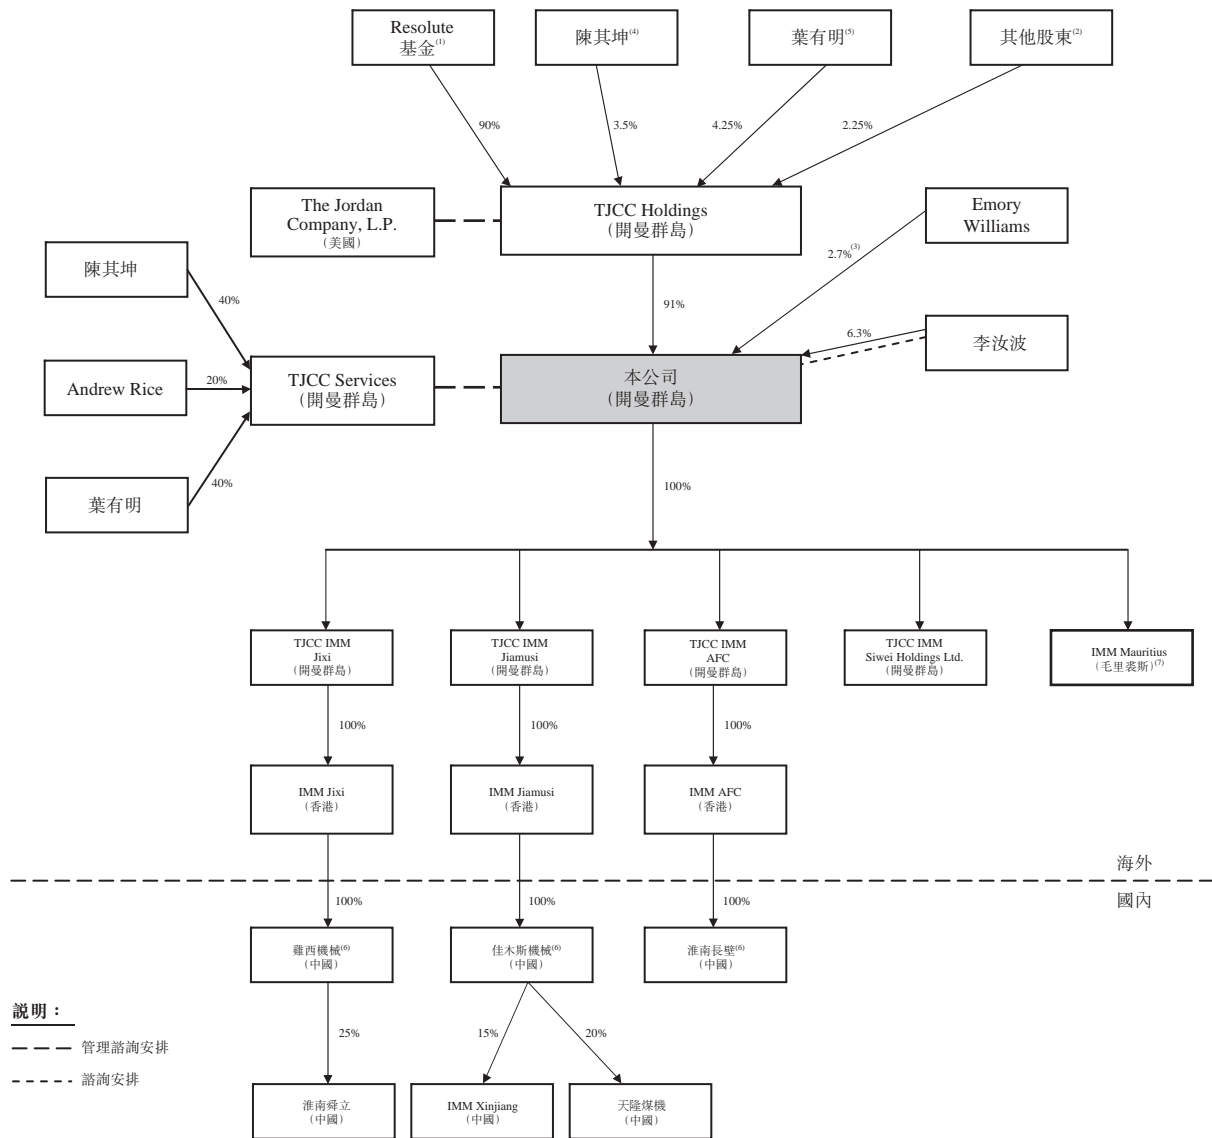 Resolute
基金(1)
陳其坤(4)
葉有明(5)
其他股東(2)
90%
3.5%
4.25%
2.25%
The Jordan
Company, L.P.
(美國)
TJCC Holdings
(開曼群島)
Emory
Williams
陳其坤
40%
91%
2.7%(3)
6.3%
李汝波
Andrew Rice
20%
TJCC Services
(開曼群島)
本公司
(開曼群島)
葉有明
40%
100%
TJCC IMM
Jixi
(開曼群島)
TJCC IMM
Jiamusi
(開曼群島)
TJCC IMM
AFC
(開曼群島)
TJCC IMM
Siwei Holdings Ltd.
(開曼群島)
IMM Mauritius
(毛里裘斯)(7)
100%
100%
100%
IMM Jixi
(香港)
IMM Jiamusi
(香港)
IMM AFC
(香港)
海外
國內
100%
100%
100%
雞西機械(6)
(中國)
佳木斯機械(6)
(中國)
淮南長壁(6)
(中國)
説明：
管理諮詢安排
諮詢安排
25%
15%
20%
淮南舜立
(中國)
IMM Xinjiang
(中國)
天隆煤機
(中國)